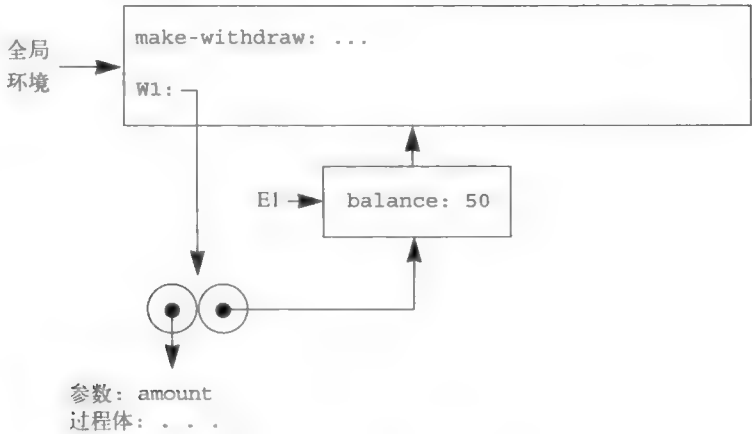 make-withdraw: ...
全局
环境
W1:
E1
balance: 50
参数: amount
过程体: . . .